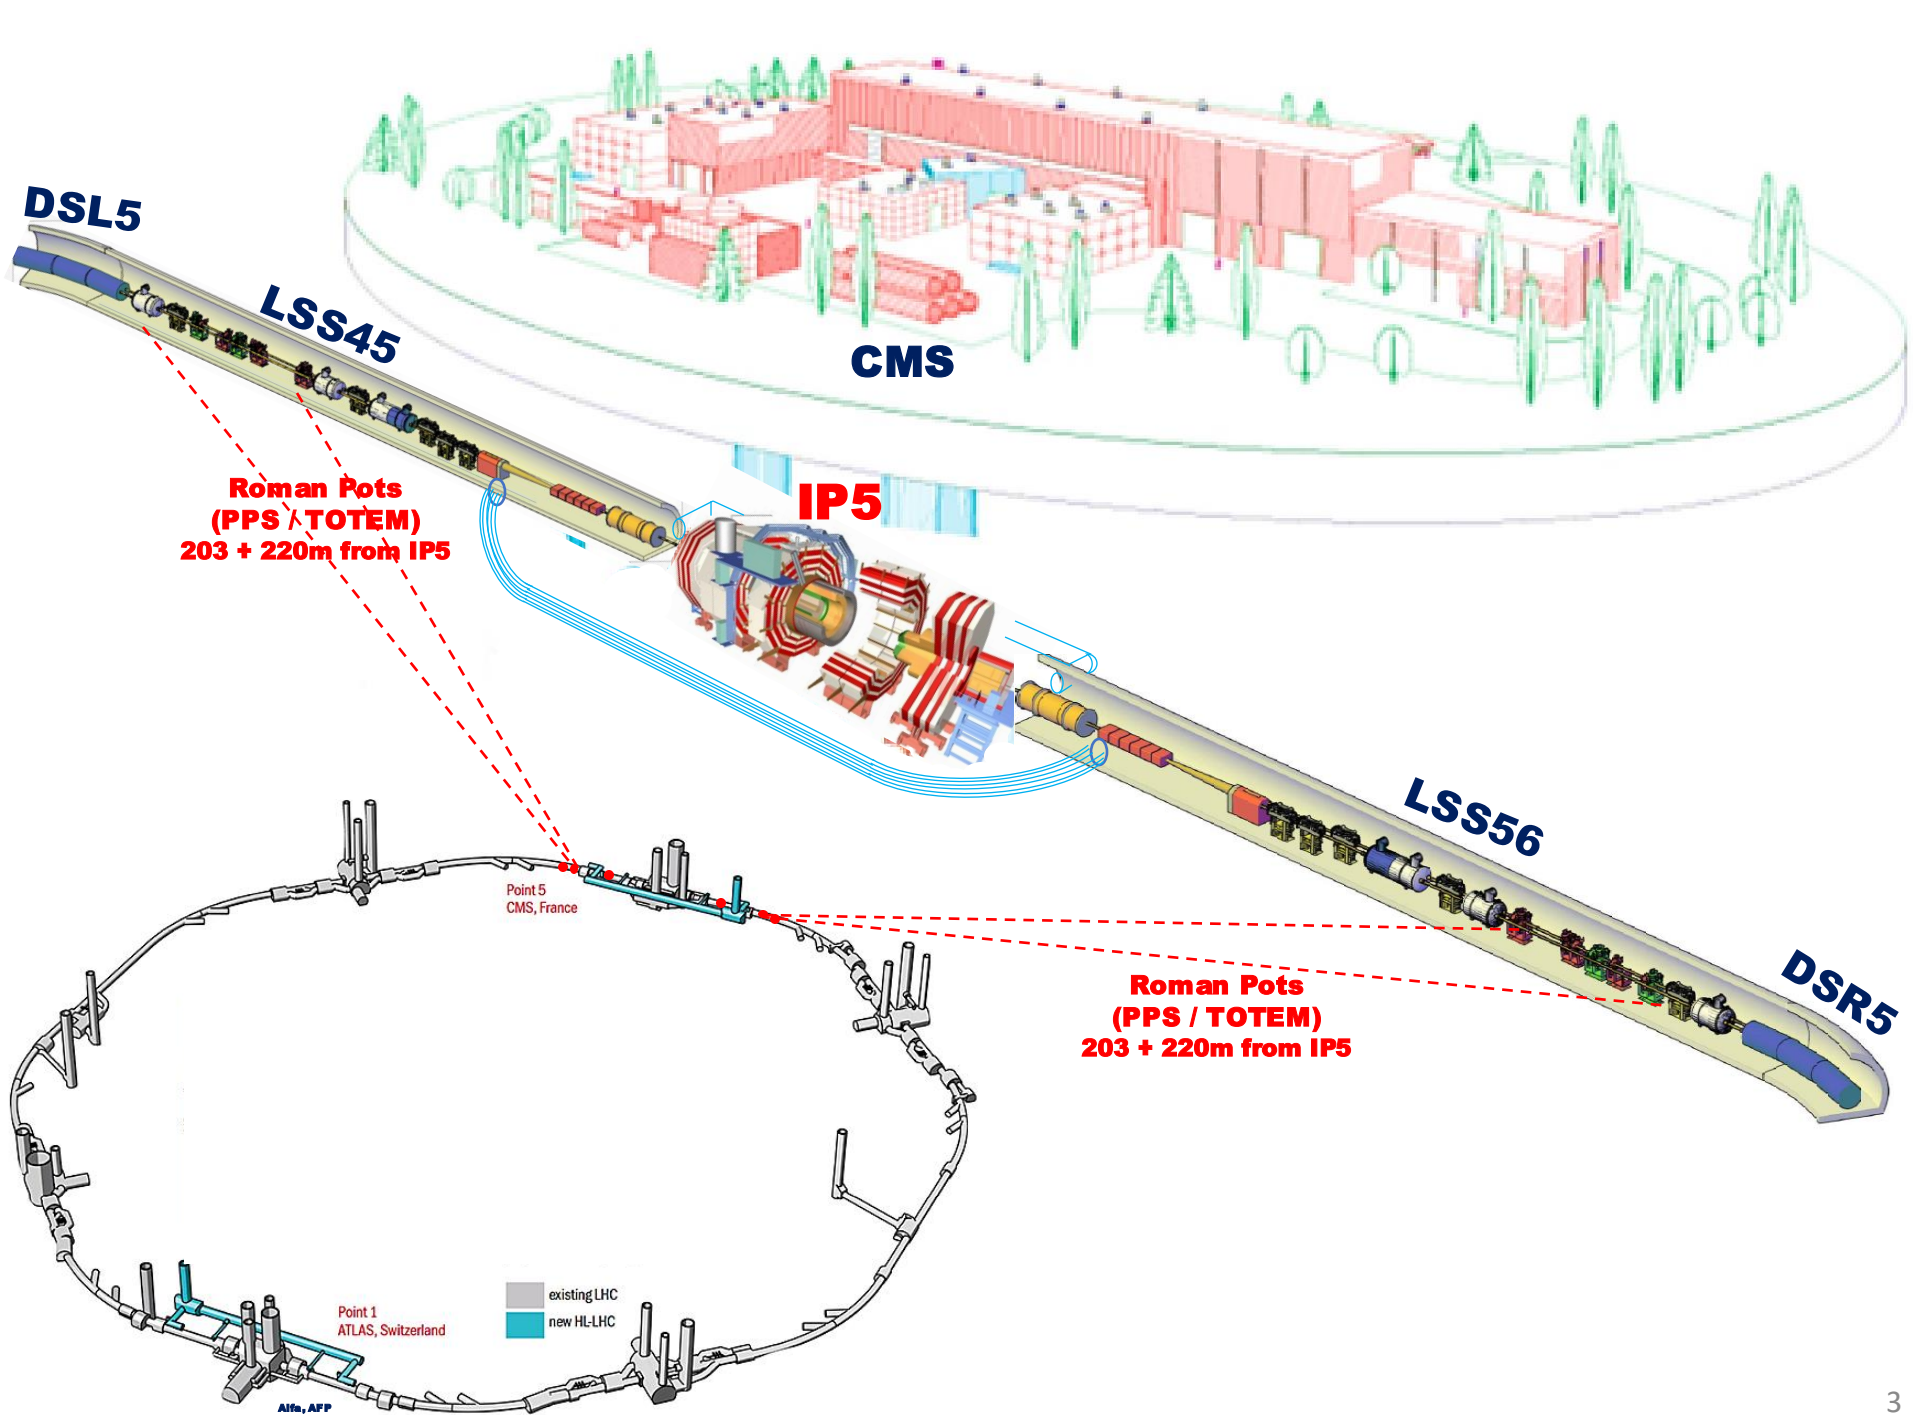 DSL5
LSS45
CMS
IP5
Roman Pots
(PPS / TOTEM)
203 + 220m from IP5
LSS56
DSR5
Roman Pots
(PPS / TOTEM)
203 + 220m from IP5
Point 5
CMS, France
existing LHC
new HL-LHC
Point 1
ATLAS, Switzerland
Alfa, AFP
3